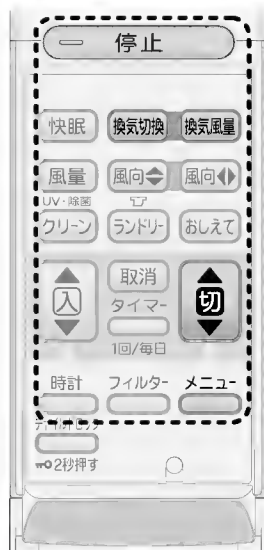 停止
快眠 換気切換 換気風量
風量 風向 風向
UV・除菌
クリーン ランドリー おしえて
入 取消 切
タイマー
1回/毎日
時計 フィルター メニュー
2秒押す